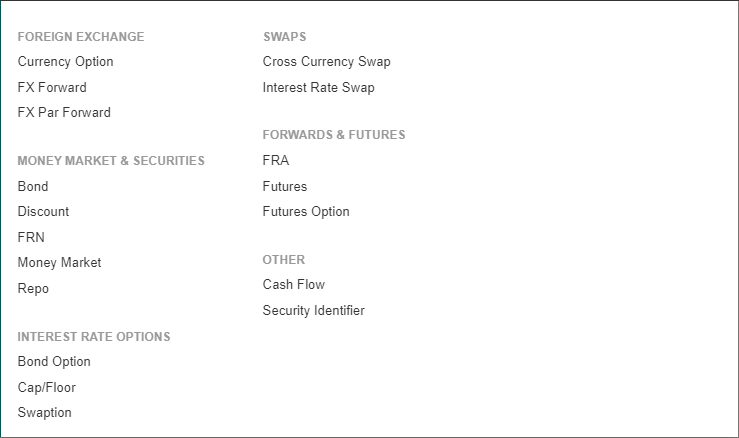 FOREIGN EXCHANGE
Currency Option
FX Forward
FX Par Forward
MONEY MARKET & SECURITIES
Bond
Discount
FRN
Money Market
Repo
INTEREST RATE OPTIONS
Bond Option
Cap/Floor
Swaption
SWAPS
Cross Currency Swap
Interest Rate Swap
FORWARDS & FUTURES
FRA
Futures
Futures Option
OTHER
Cash Flow
Security Identifier